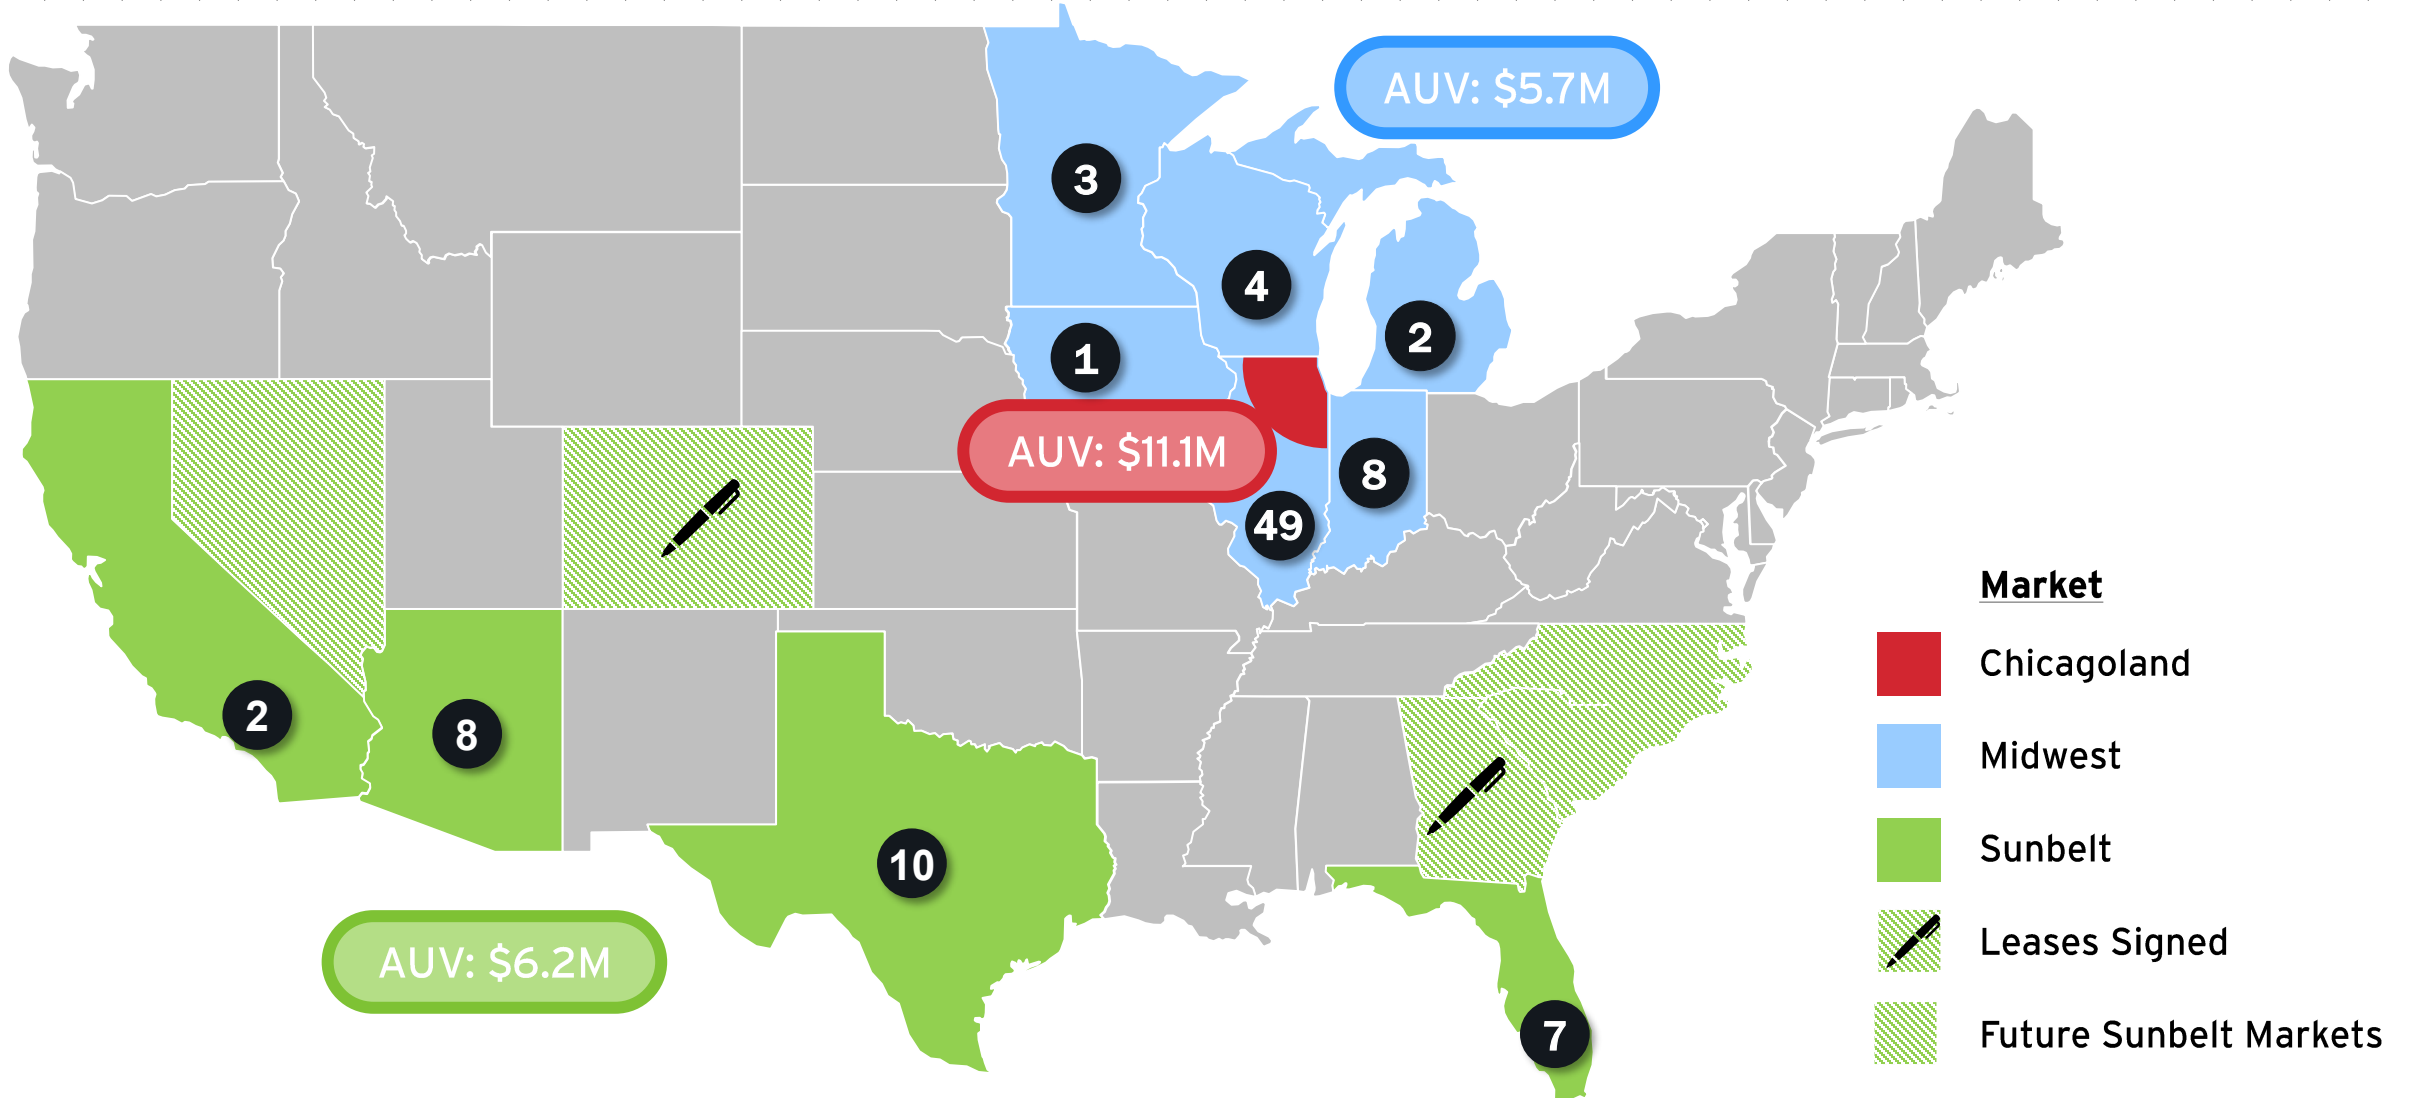 AUV: $5.7M
3
4
2
1
AUV: $11.1M
8
49
2
8
10
7
AUV: $6.2M
Market
Chicagoland
Midwest
Sunbelt
Leases Signed
Future Sunbelt Markets